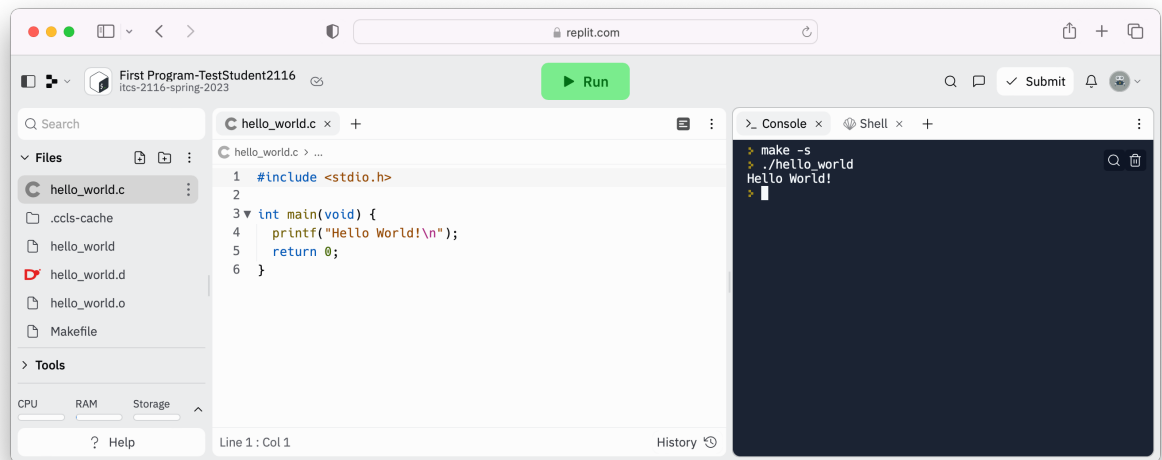 replit.com
First Program-TestStudent2116
itcs-2116-spring-2023
Run
Submit
Search
Files
hello_world.c
.ccls-cache
hello_world
hello_world.d
hello_world.o
Makefile
Tools
CPU RAM Storage
? Help
hello_world.c × +
hello_world.c > ...
1 #include <stdio.h>
2
3 int main(void) {
4 printf("Hello World!\n");
5 return 0;
6 }
Line 1 : Col 1 History
>_ Console × Shell × +
make -s
./hello_world
Hello World!